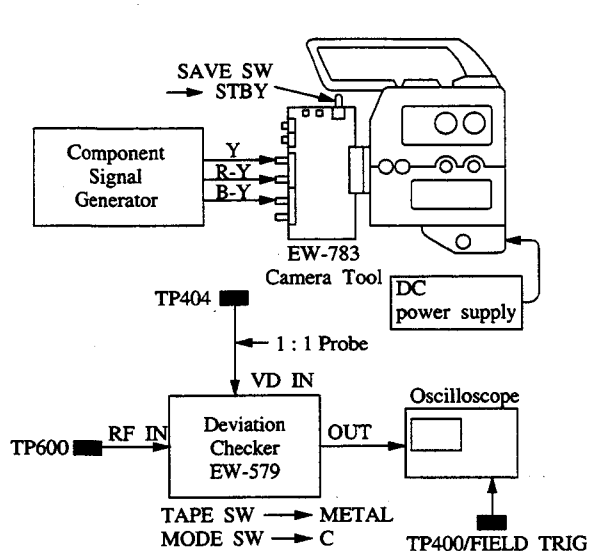 SAVE SW
→ STBY
Component
Signal
Generator
Y
R-Y
B-Y
EW-783
Camera Tool
DC
power supply
TP404
1 : 1 Probe
VD IN
TP600
RF IN
Deviation
Checker
EW-579
OUT
Oscilloscope
TAPE SW → METAL
MODE SW → C
TP400/FIELD TRIG